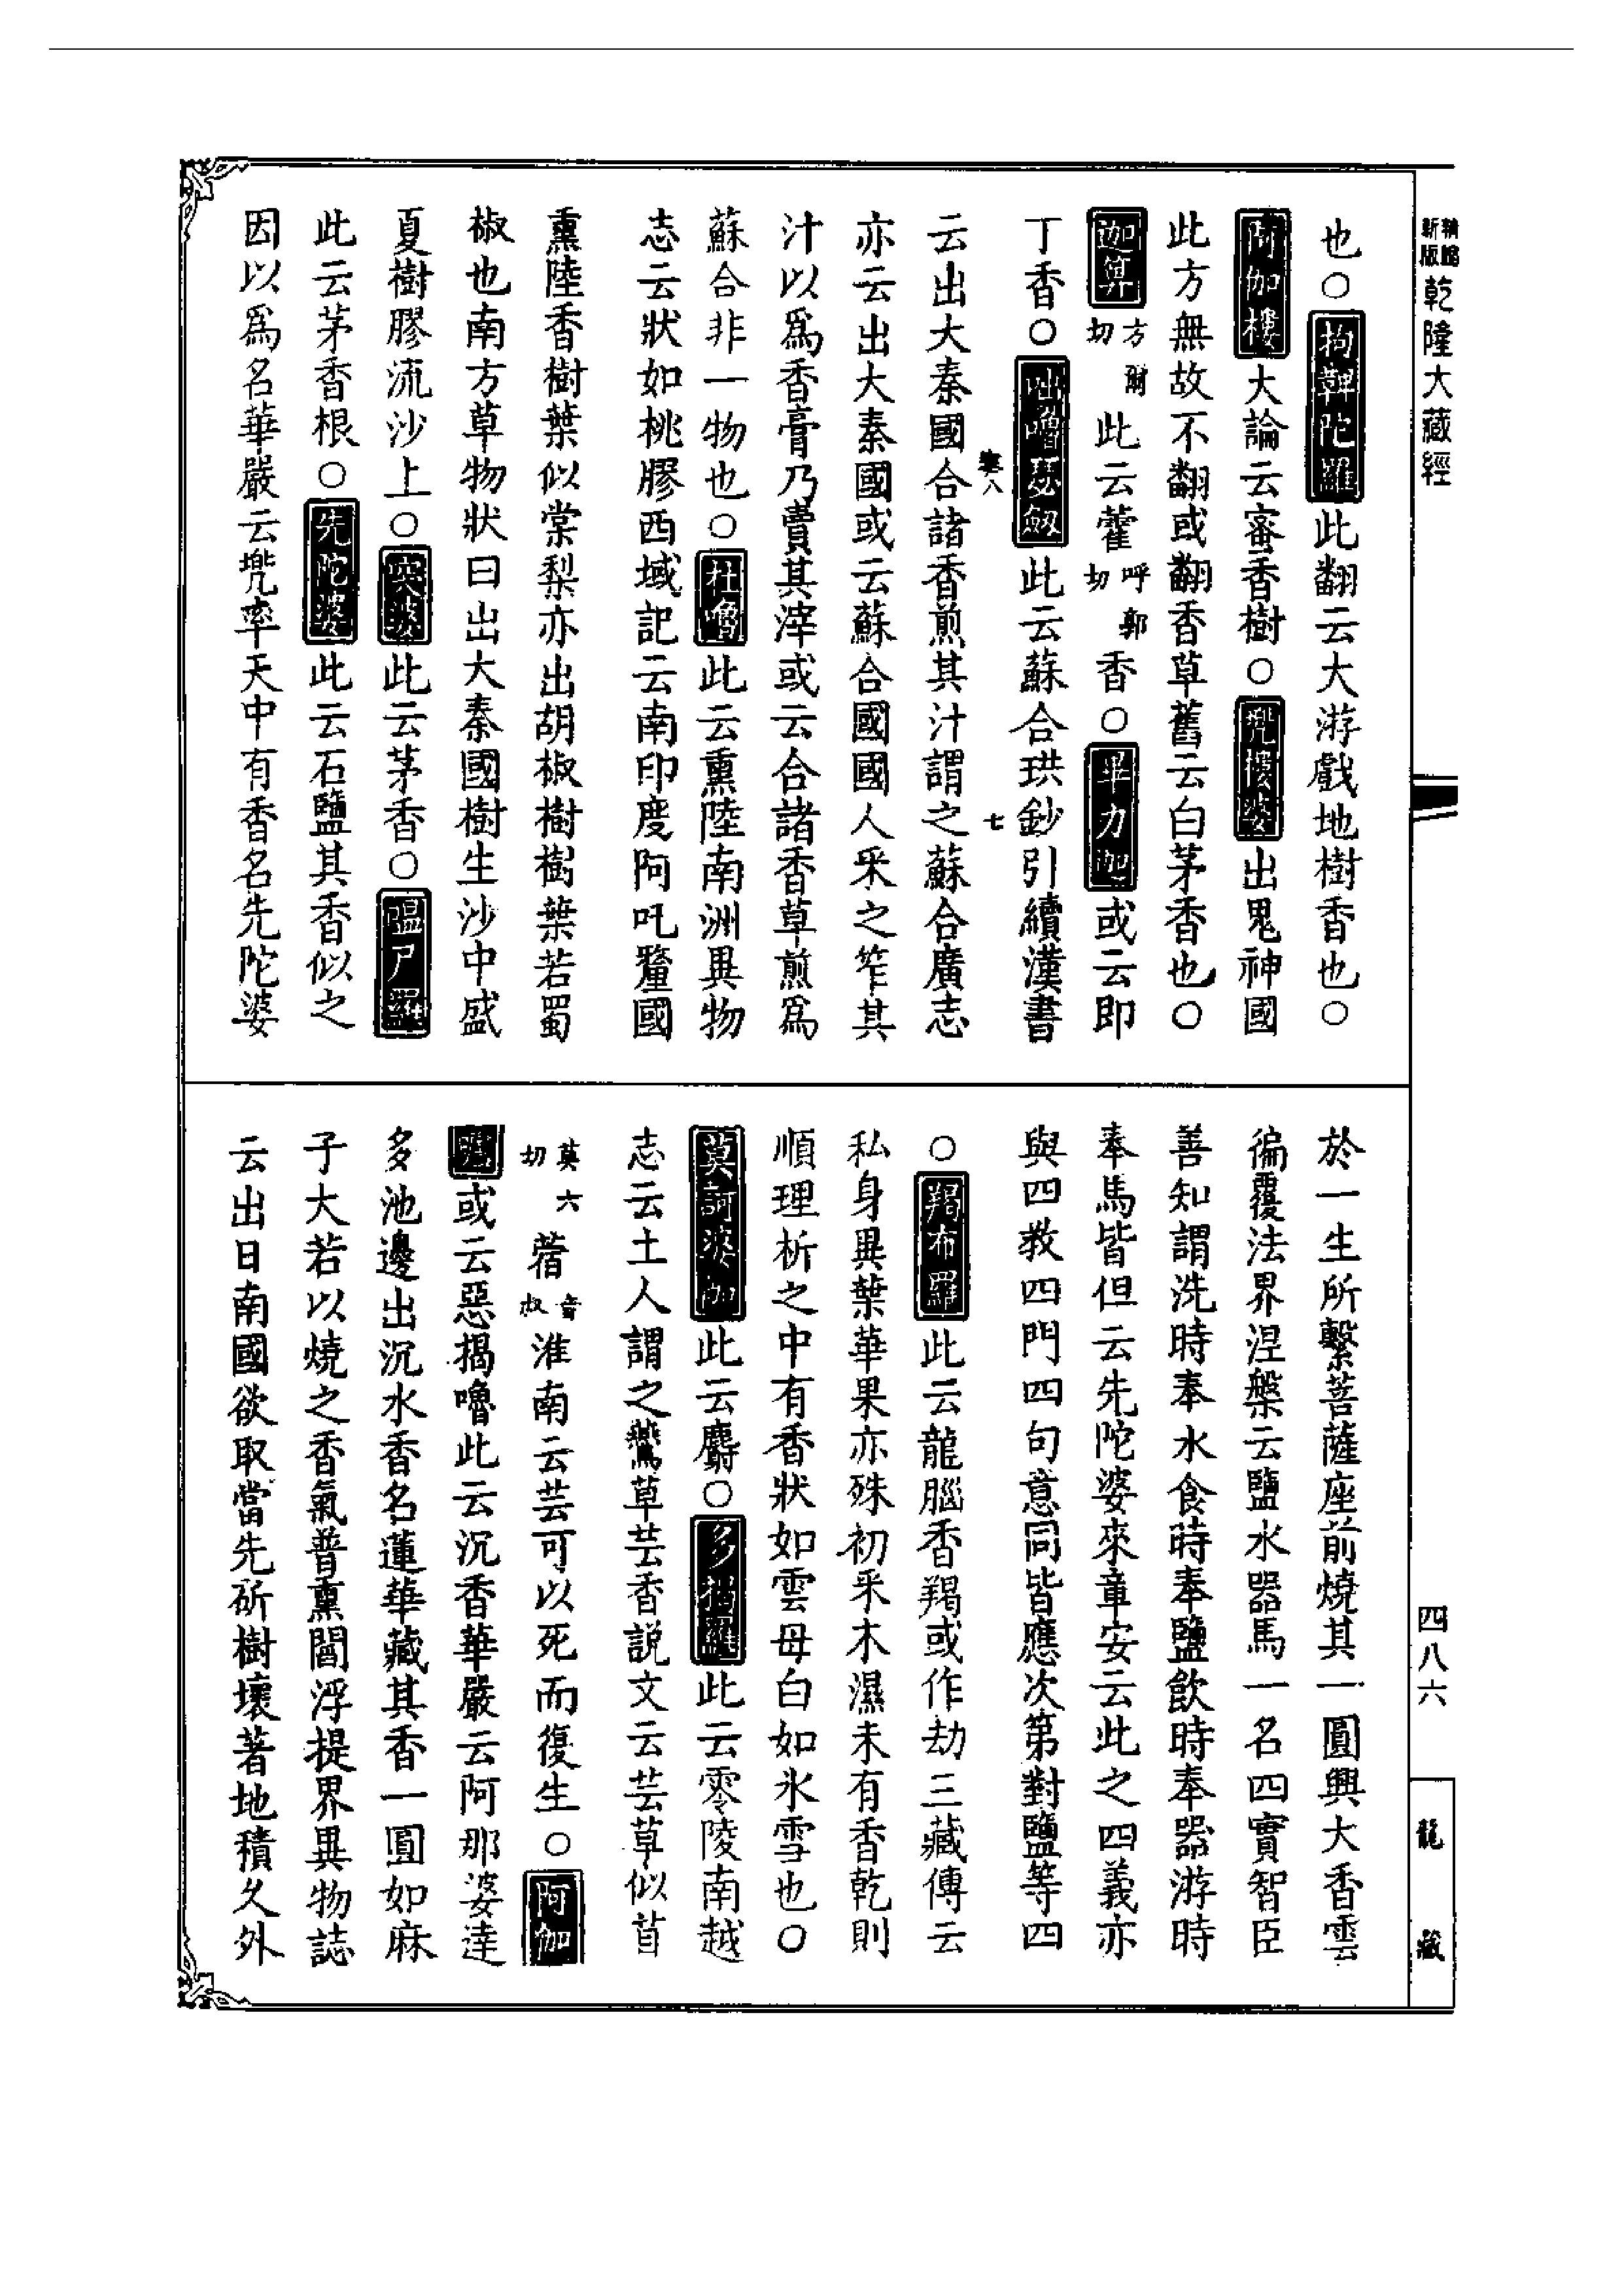 新版 乾隆大藏經
也○拘鞞陀羅此翻云大游戲地樹香也○
阿伽樓大論云蜜香樹○兜樓婆出鬼神國
此方無故不翻或翻香草舊云白茅香也○
迦算方爾切此云藿呼郭切香○畢力迦或云即
丁香○咄嚕瑟劔此云蘇合珙鈔引續漢書
八 七
云出大秦國合諸香煎其汁謂之蘇合廣志
亦云出大秦國或云蘇合國國人采之笮其
汁以爲香膏乃賣其滓或云合諸香草煎爲
蘇合非一物也○杜嚕此云熏陸南洲異物
志云狀如桃膠西域記云南印度阿吒釐國
熏陸香樹葉似棠梨亦出胡椒樹樹葉若蜀
椒也南方草物狀曰出大秦國樹生沙中盛
夏樹膠流沙上○突婆此云茅香○嗢尸羅
此云茅香根○先陀婆此云石鹽其香似之
因以爲名華嚴云兠率天中有香名先陀婆
於一生所繫菩薩座前燒其一圓興大香雲
徧覆法界涅槃云鹽水器馬一名四實智臣
善知謂洗時奉水食時奉鹽飲時奉器游時
奉馬皆但云先陀婆來章安云此之四義亦
與四教四門四句意同皆應次第對鹽等四
○羯布羅此云龍腦香羯或作劫三藏傳云
私身異葉華果亦殊初采木濕未有香乾則
順理析之中有香狀如雲母白如氷雪也○
莫訶婆伽此云麝○多揭羅此云零陵南越
志云土人謂之鷰草芸香説文云芸草似苜
莫六切蓿音叔淮南云芸可以死而復生○阿伽
嚧或云惡揭嚕此云沉香華嚴云阿那婆達
多池邊出沉水香名蓮華藏其香一圓如麻
子大若以燒之香氣普熏閻浮提界異物誌
云出日南國欲取當先斫樹壞著地積久外
四八六
龍藏